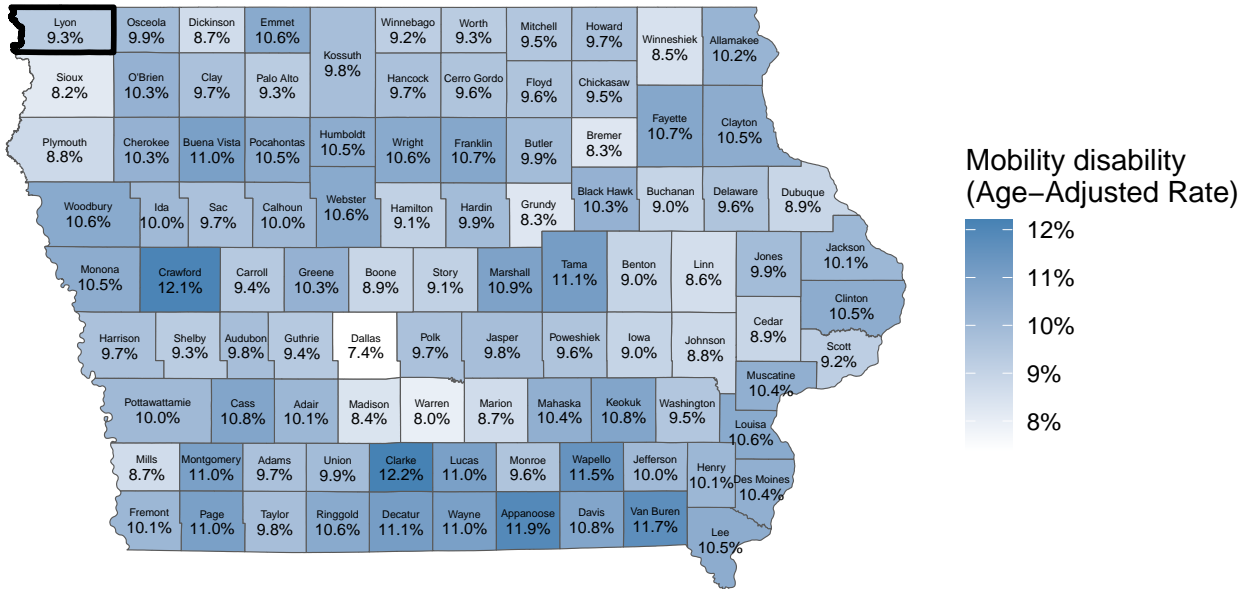 Lyon
9.3%
Osceola
9.9%
Dickinson
8.7%
Emmet
10.6%
Kossuth
9.8%
Winnebago
9.2%
Worth
9.3%
Mitchell
9.5%
Howard
9.7%
Winneshiek
8.5%
Allamakee
10.2%
Sioux
8.2%
O'Brien
10.3%
Clay
9.7%
Palo Alto
9.3%
Hancock
9.7%
Cerro Gordo
9.6%
Floyd
9.6%
Chickasaw
9.5%
Fayette
10.7%
Clayton
10.5%
Plymouth
8.8%
Cherokee
10.3%
Buena Vista
11.0%
Pocahontas
10.5%
Humboldt
10.5%
Wright
10.6%
Franklin
10.7%
Butler
9.9%
Bremer
8.3%
Woodbury
10.6%
Ida
10.0%
Sac
9.7%
Calhoun
10.0%
Webster
10.6%
Hamilton
9.1%
Hardin
9.9%
Grundy
8.3%
Black Hawk
10.3%
Buchanan
9.0%
Delaware
9.6%
Dubuque
8.9%
Monona
10.5%
Crawford
12.1%
Carroll
9.4%
Greene
10.3%
Boone
8.9%
Story
9.1%
Marshall
10.9%
Tama
11.1%
Benton
9.0%
Linn
8.6%
Jones
9.9%
Jackson
10.1%
Clinton
10.5%
Harrison
9.7%
Shelby
9.3%
Audubon
9.8%
Guthrie
9.4%
Dallas
7.4%
Polk
9.7%
Jasper
9.8%
Poweshiek
9.6%
Iowa
9.0%
Johnson
8.8%
Cedar
8.9%
Scott
9.2%
Muscatine
10.4%
Pottawattamie
10.0%
Cass
10.8%
Adair
10.1%
Madison
8.4%
Warren
8.0%
Marion
8.7%
Mahaska
10.4%
Keokuk
10.8%
Washington
9.5%
Louisa
10.6%
Mills
8.7%
Montgomery
11.0%
Adams
9.7%
Union
9.9%
Clarke
12.2%
Lucas
11.0%
Monroe
9.6%
Wapello
11.5%
Jefferson
10.0%
Henry
10.1%
Des Moines
10.4%
Fremont
10.1%
Page
11.0%
Taylor
9.8%
Ringgold
10.6%
Decatur
11.1%
Wayne
11.0%
Appanoose
11.9%
Davis
10.8%
Van Buren
11.7%
Lee
10.5%
Mobility disability
(Age−Adjusted Rate)
12%
11%
10%
9%
8%